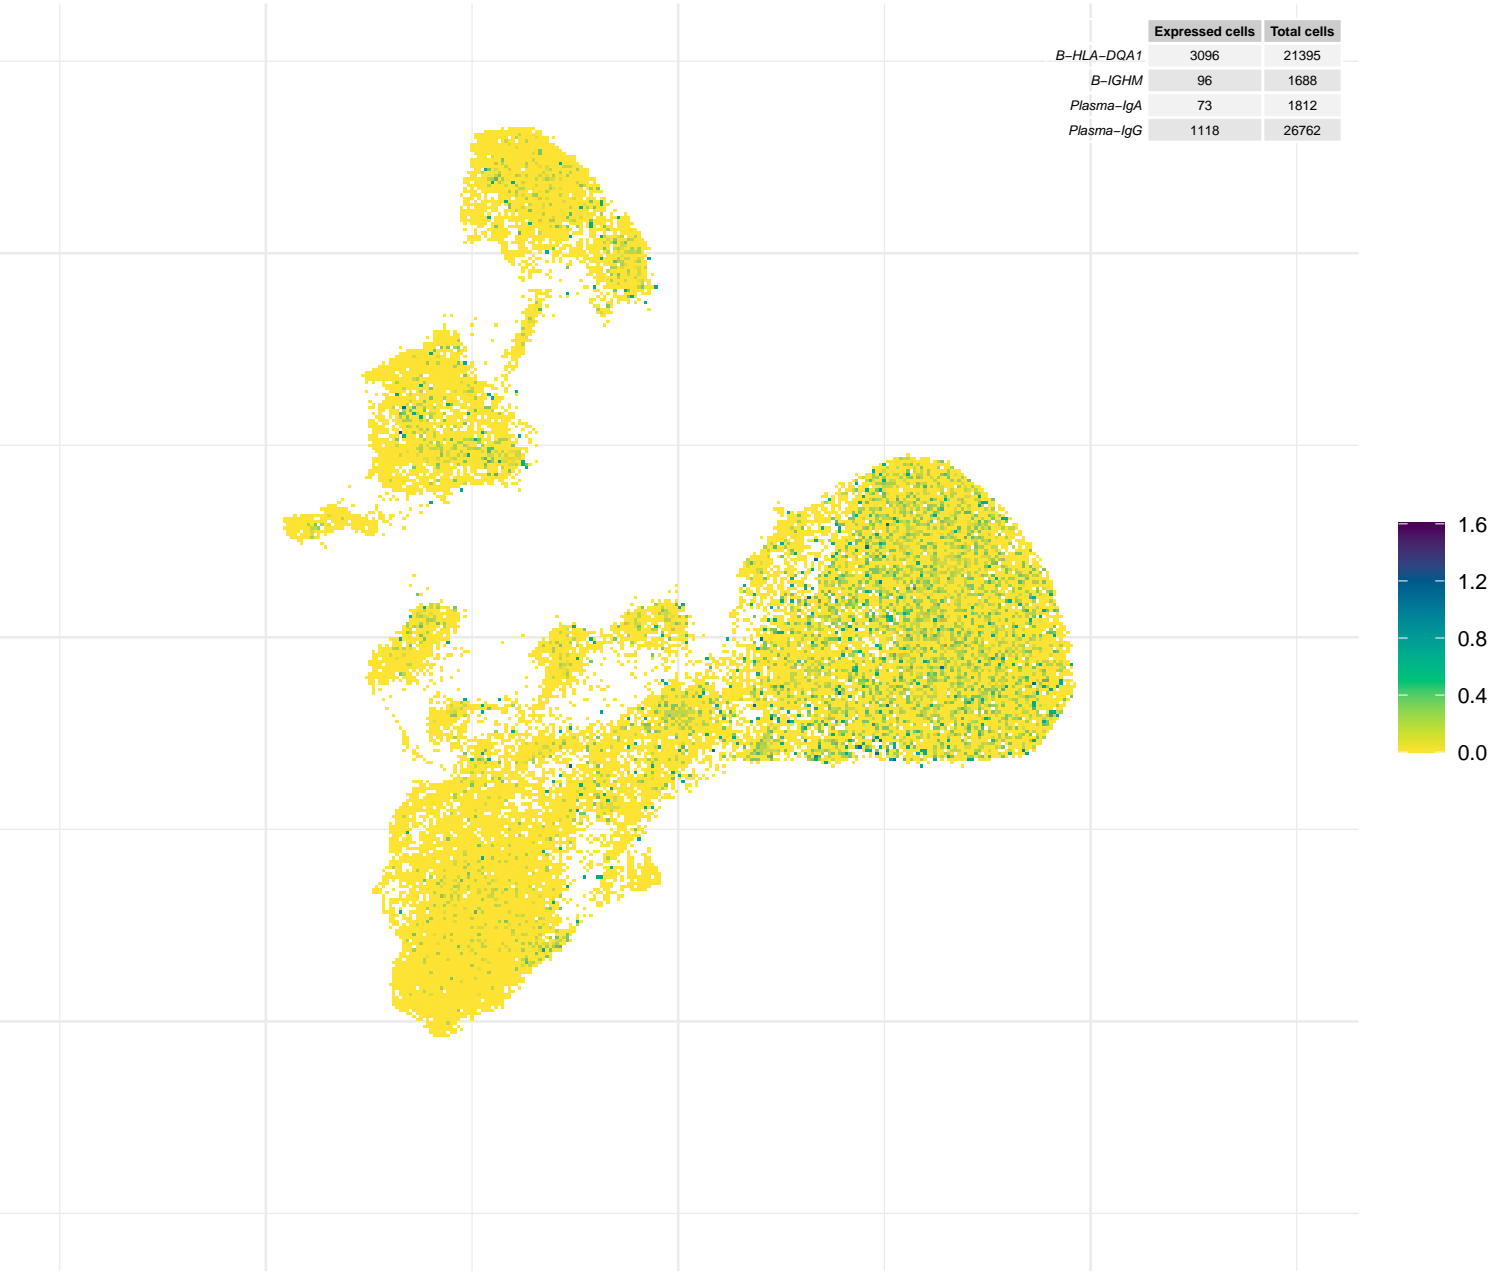 Expressed cells Total cells
B−HLA−DQA1 3096 21395
B−IGHM 96 1688
Plasma−IgA 73 1812
Plasma−IgG 1118 26762
1.6
1.2
0.8
0.4
0.0